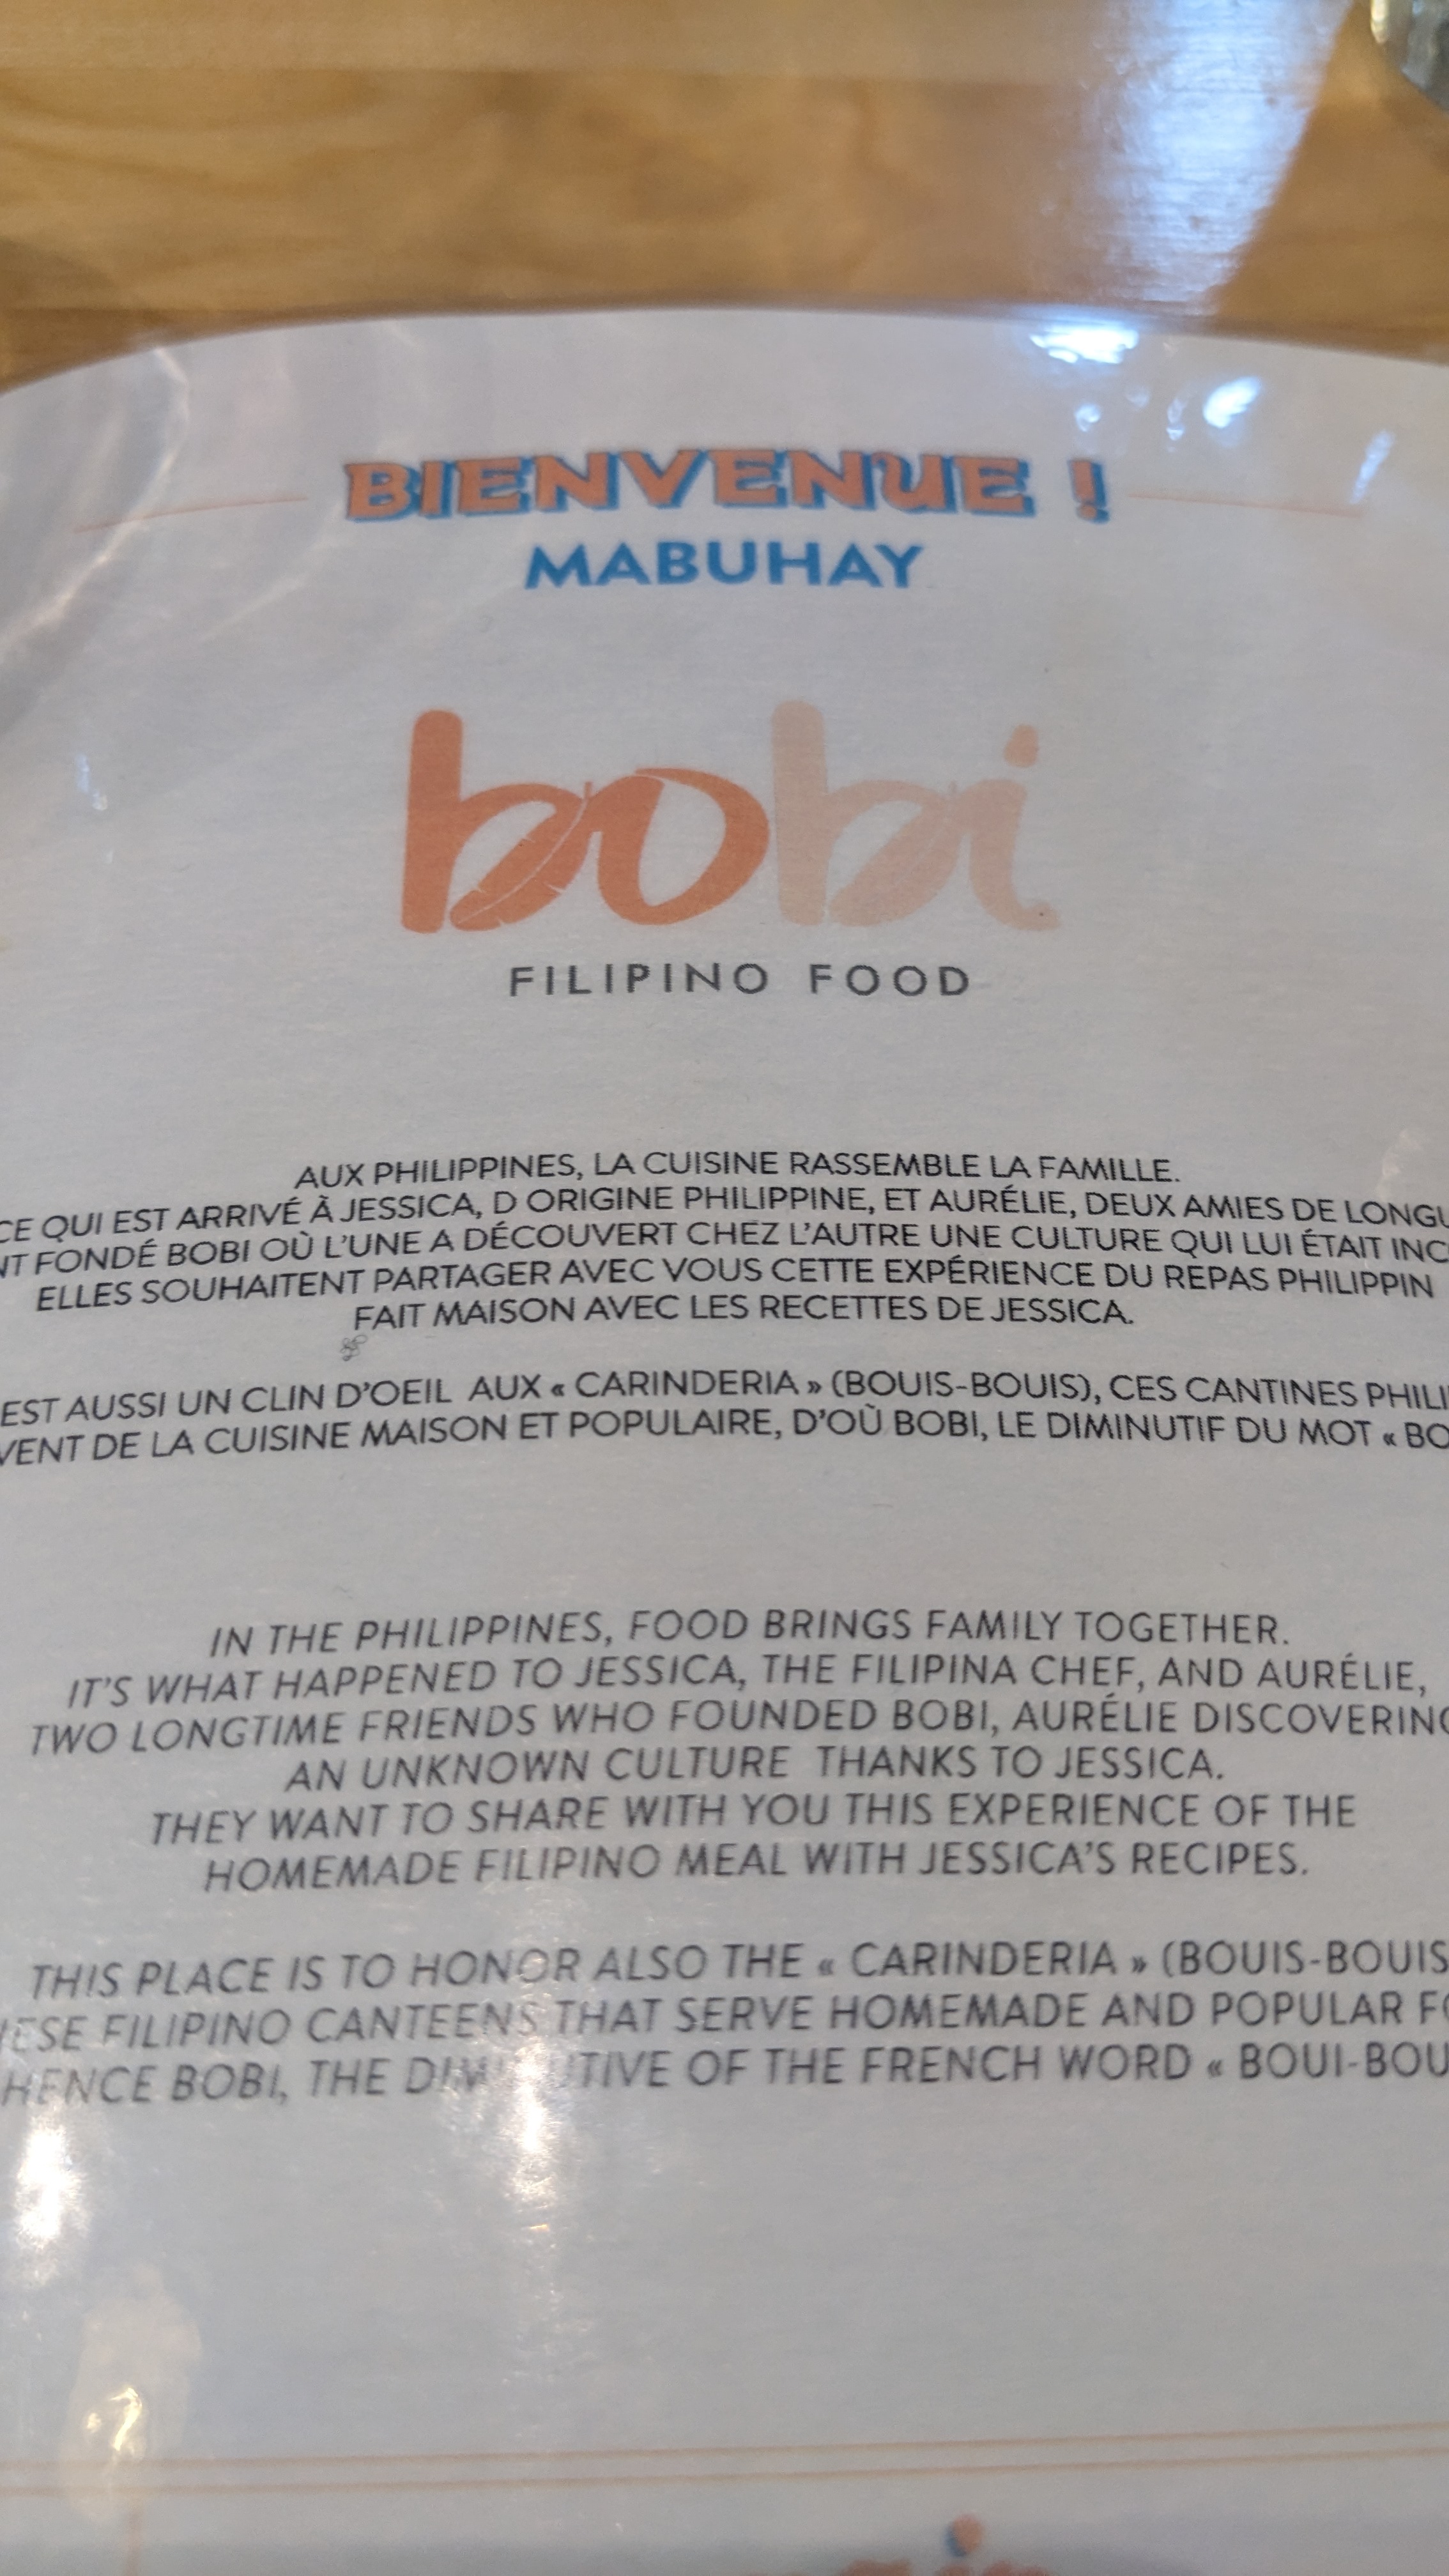 BIENVENUE !
MABUHAY
bobi
FILIPINO FOOD
AUX PHILIPPINES, LA CUISINE RASSEMBLE LA FAMILLE.
CE QUI EST ARRIVÉ À JESSICA, D ORIGINE PHILIPPINE, ET AURÉLIE, DEUX AMIES DE
FONDÉ BOBI OÙ L'UNE A DÉCOUVERT CHEZ L'AUTRE UNE CULTURE QUI LUI ÉTAIT
ELLES SOUHAITENT PARTAGER AVEC VOUS CETTE EXPÉRIENCE DU REPAS PHILIPPIN
FAIT MAISON AVEC LES RECETTES DE JESSICA.
EST AUSSI UN CLIN D'OEIL AUX « CARINDERIA » (BOUIS-BOUIS), CES CANTINES
DE LA CUISINE MAISON ET POPULAIRE, D'OÙ BOBI, LE DIMINUTIF DU MOT «
IN THE PHILIPPINES, FOOD BRINGS FAMILY TOGETHER.
IT'S WHAT HAPPENED TO JESSICA, THE FILIPINA CHEF, AND AURÉLIE,
TWO LONGTIME FRIENDS WHO FOUNDED BOBI, AURÉLIE DISCOVERING
AN UNKNOWN CULTURE THANKS TO JESSICA.
THEY WANT TO SHARE WITH YOU THIS EXPERIENCE OF THE
HOMEMADE FILIPINO MEAL WITH JESSICA'S RECIPES.
THIS PLACE IS TO HONOR ALSO THE « CARINDERIA » (BOUIS-BOUIS
FILIPINO CANTEENS THAT SERVE HOMEMADE AND POPULAR
HENCE BOBI, THE DIMINUTIVE OF THE FRENCH WORD « BOUI-BOU